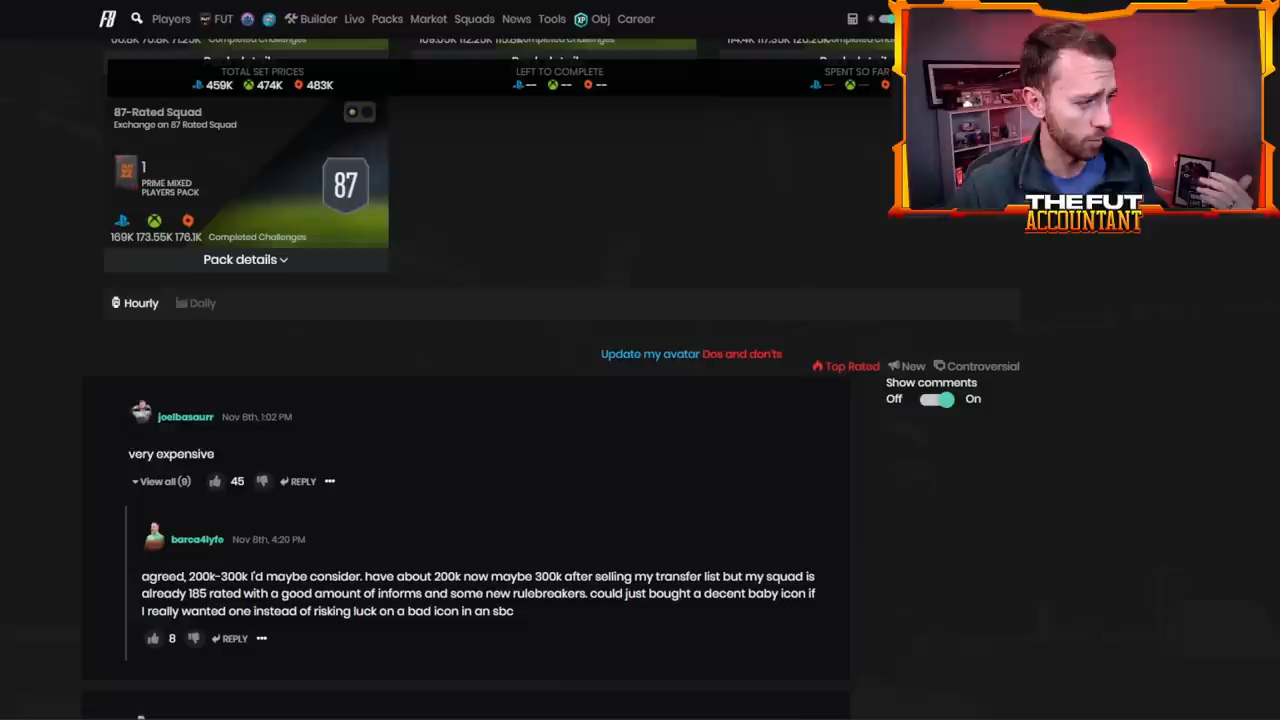 Players FUT Builder Live Packs Market Squads News Tools XP Obj Career
Completed Challenges
TOTAL SET PRICES LEFT TO COMPLETE SPENT SO FAR
459K 474K 483K
87-Rated Squad
Exchange an 87 Rated Squad
1
PRIME MIXED
PLAYERS PACK
87
169K 173.55K 176.1K Completed Challenges
Pack details
THE FUT
ACCOUNTANT
Hourly Daily
Update my avatar Dos and don'ts
Top Rated New Controversial
Show comments
Off On
joelbasaurr Nov 8th, 1:02 PM
very expensive
View all (9) 45 REPLY •••
barca4lyfe Nov 8th, 4:20 PM
agreed, 200k-300k I'd maybe consider. have about 200k now maybe 300k after selling my transfer list but my squad is
already 185 rated with a good amount of informs and some new rulebreakers. could just bought a decent baby icon if
I really wanted one instead of risking luck on a bad icon in an sbc
8 REPLY •••